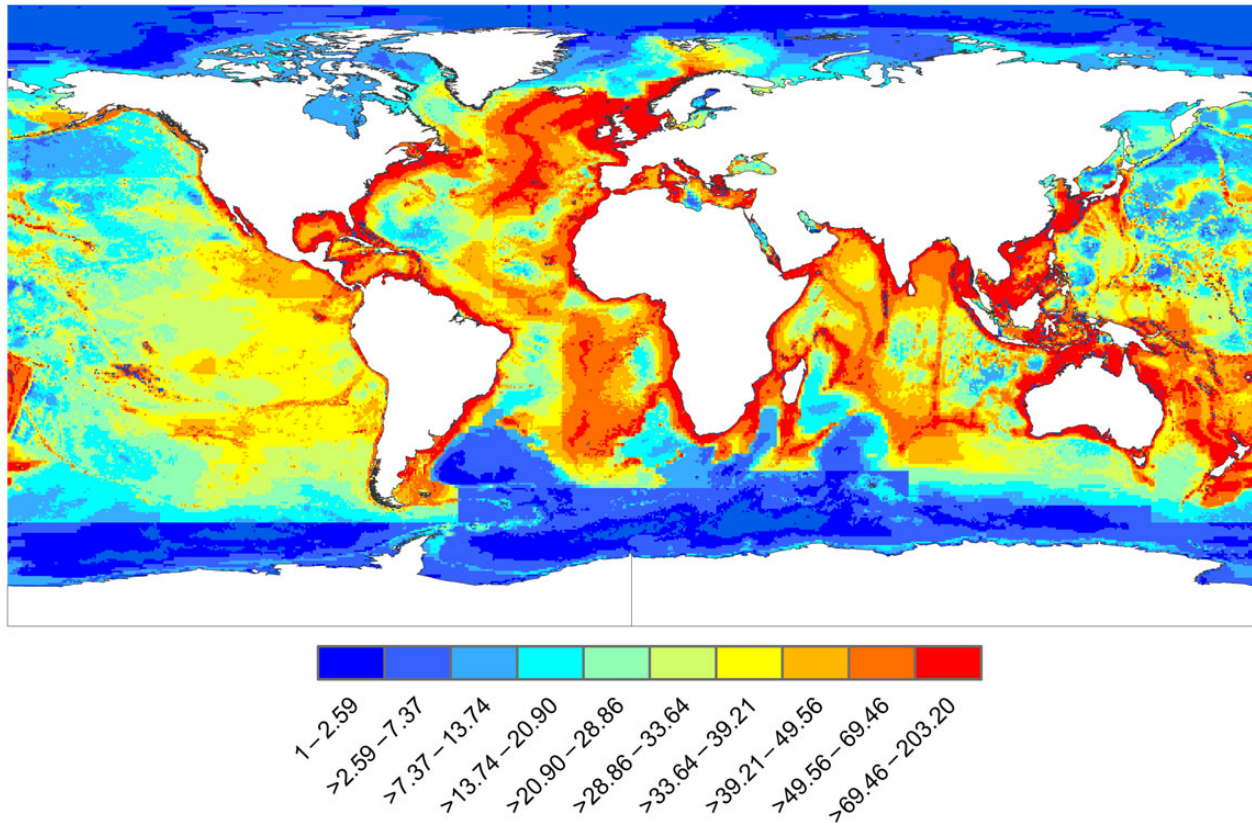 1 – 2.59
>2.59 – 7.37
>7.37 – 13.74
>13.74 – 20.90
>20.90 – 28.86
>28.86 – 33.64
>33.64 – 39.21
>39.21 – 49.56
>49.56 – 69.46
>69.46 – 203.20